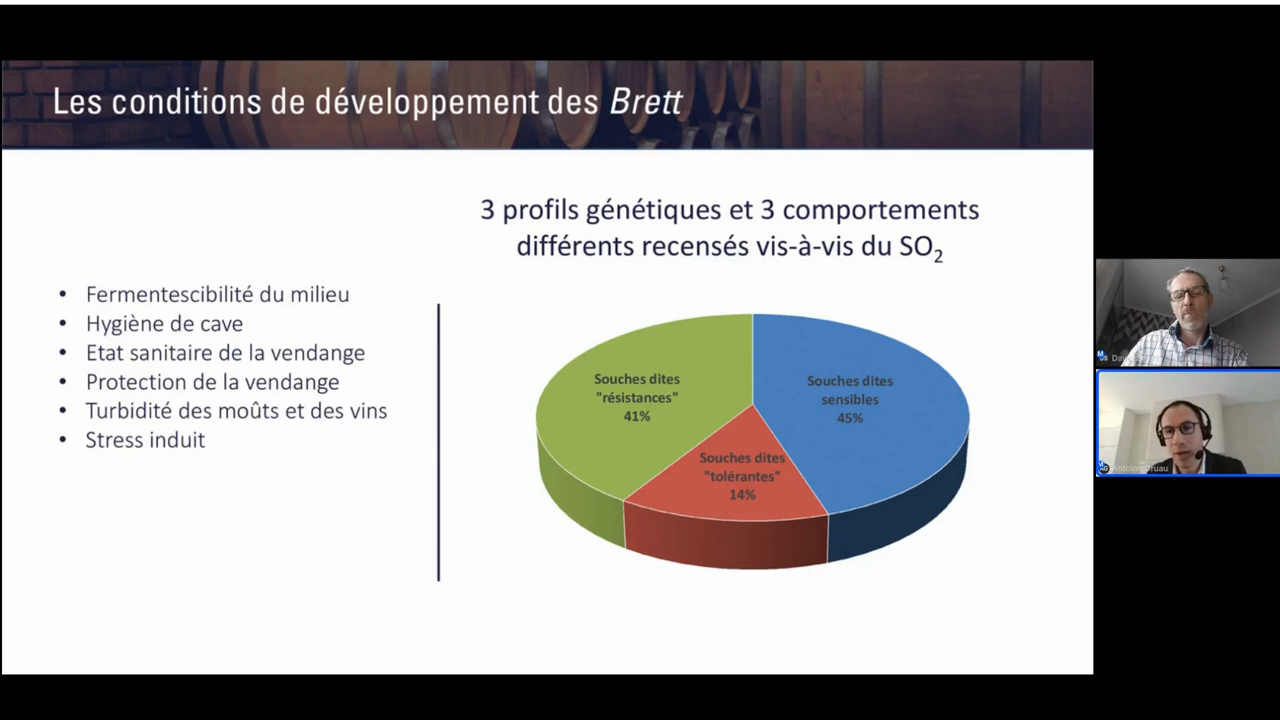 Les conditions de développement des Brett
3 profils génétiques et 3 comportements
différents recensés vis-à-vis du SO₂
• Fermentescibilité du milieu
• Hygiène de cave
• Etat sanitaire de la vendange
• Protection de la vendange
• Turbidité des moûts et des vins
• Stress induit
Souches dites
"résistances"
41%
Souches dites
sensibles
45%
Souches dites
"tolérantes"
14%
Antoine Gruau